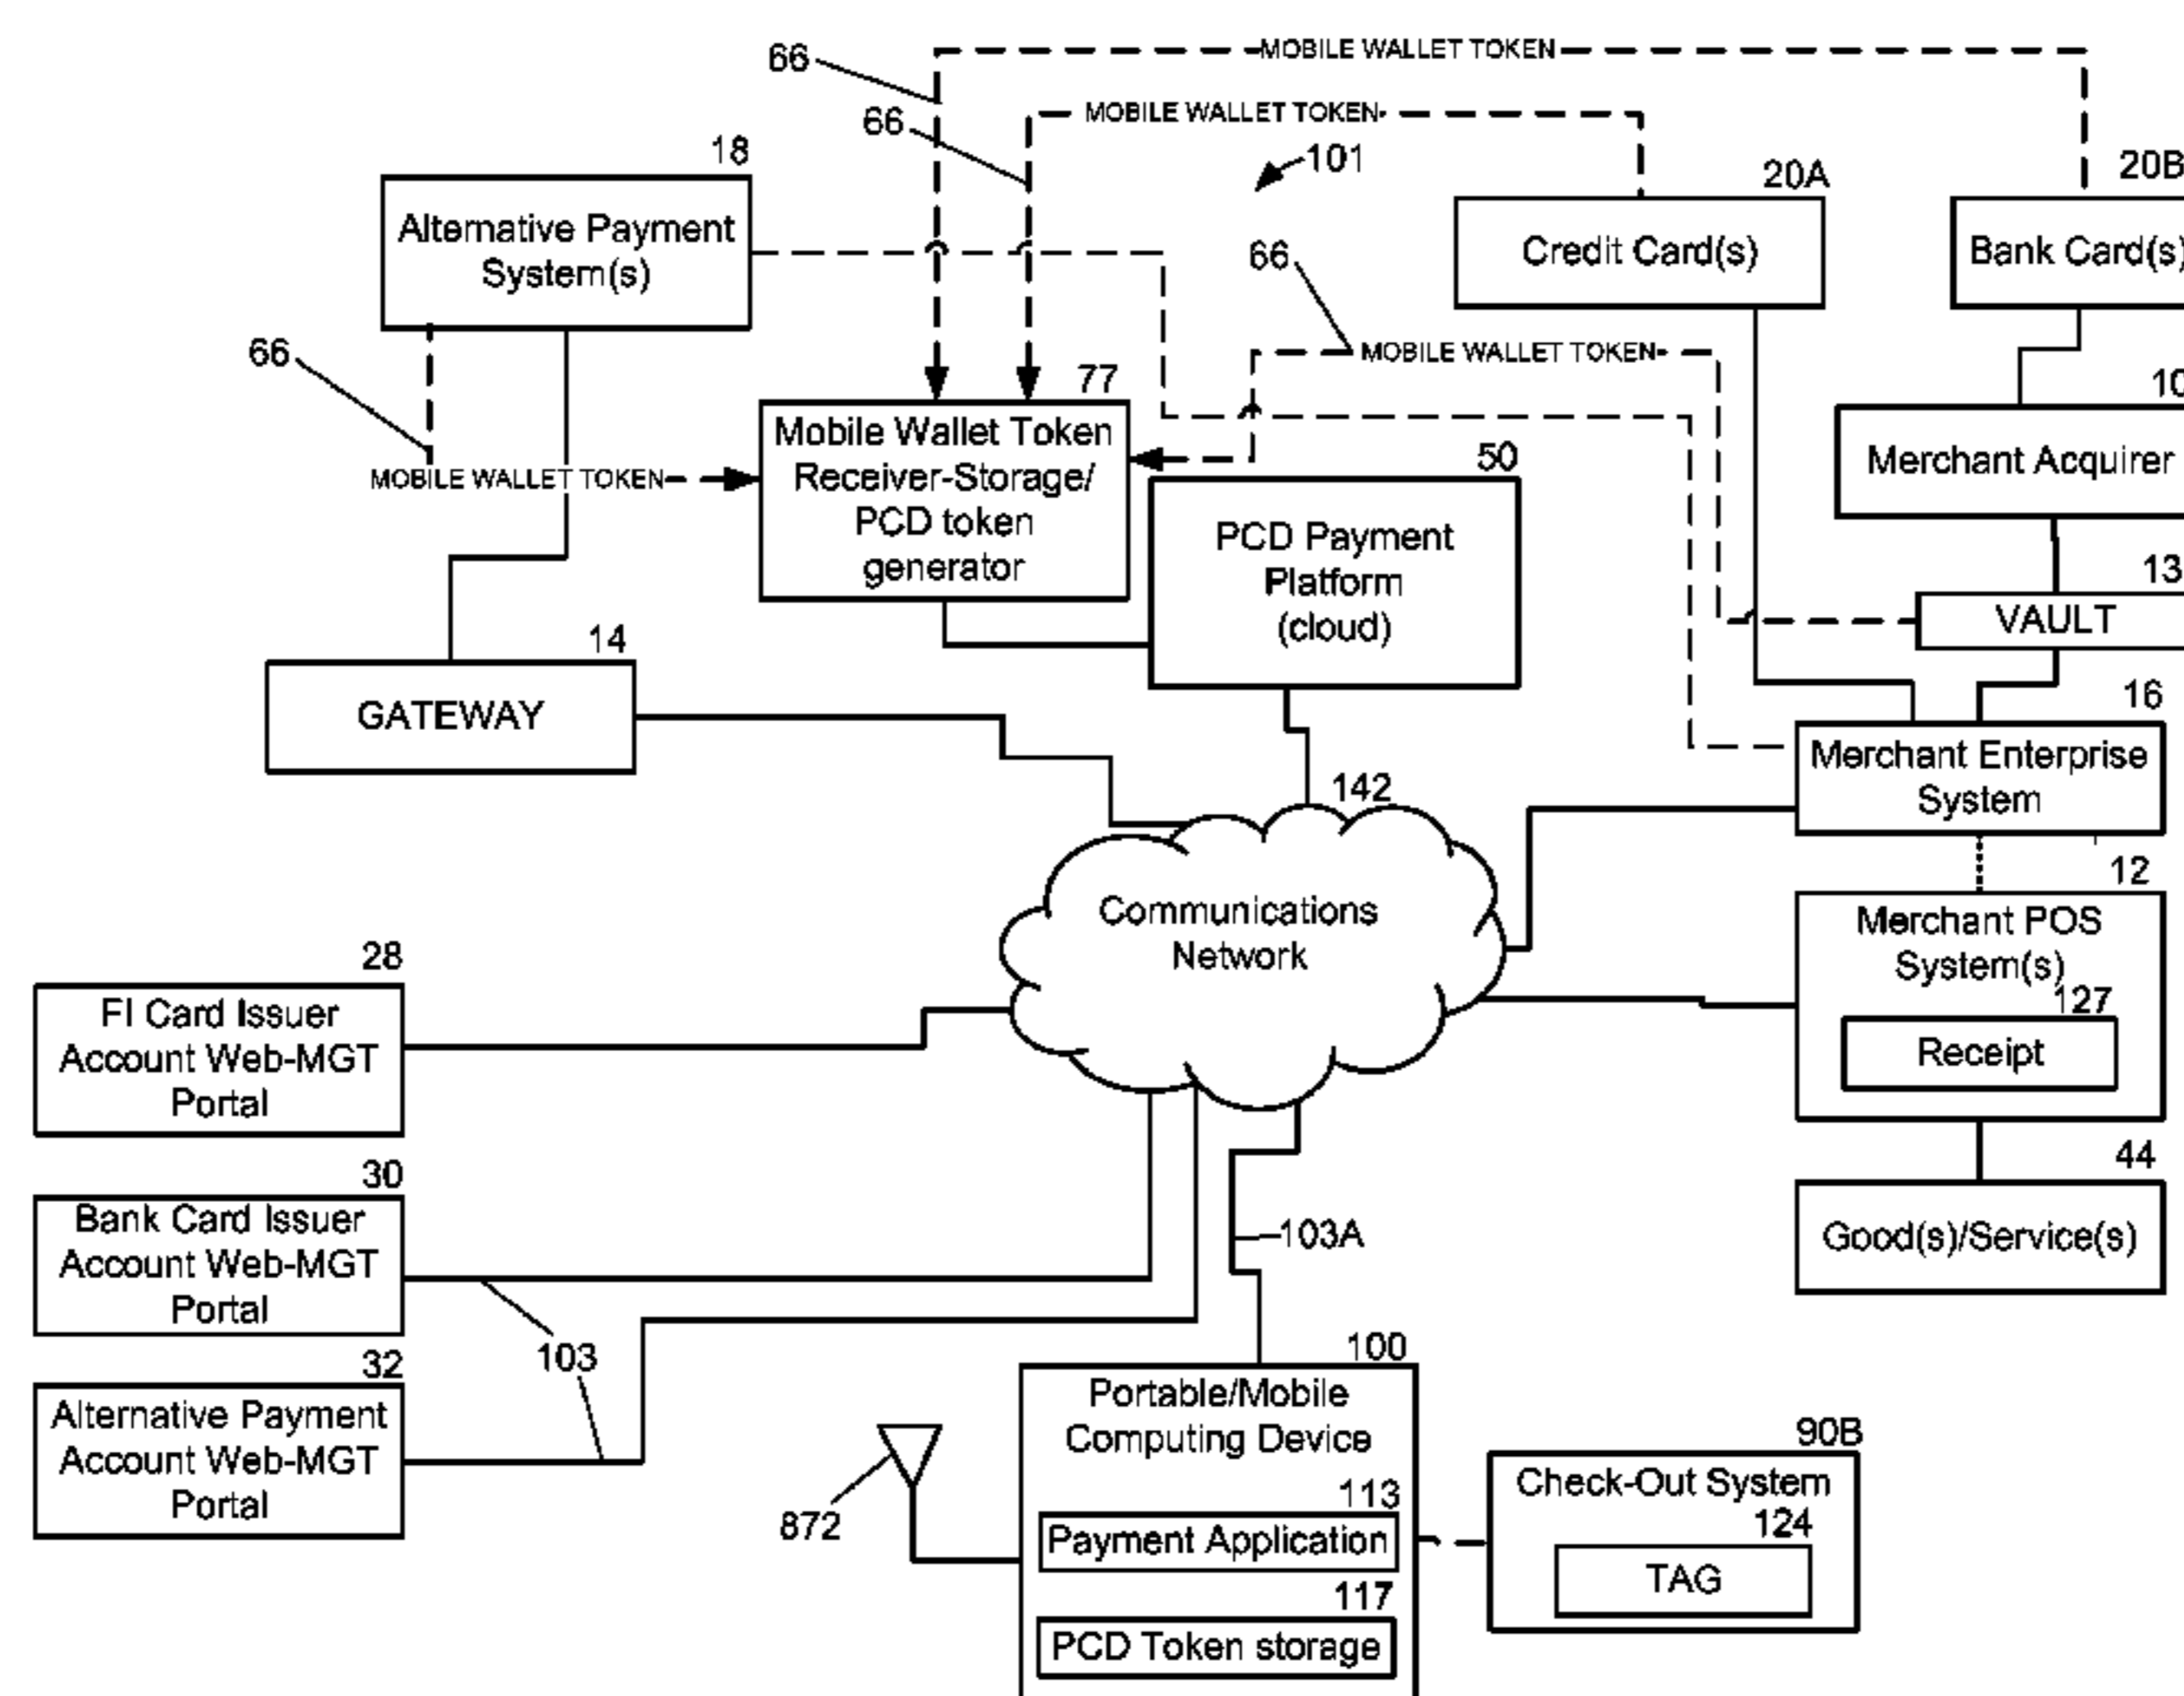 MOBILE WALLET TOKEN
66
MOBILE WALLET TOKEN
66
101
18
20A
20B
Alternative Payment
System(s)
Credit Card(s)
Bank Card(s)
66
66
MOBILE WALLET TOKEN
77
10
Mobile Wallet Token
Receiver-Storage/
PCD token
generator
MOBILE WALLET TOKEN
50
Merchant Acquirer
PCD Payment
Platform
(cloud)
13
VAULT
14
GATEWAY
16
Merchant Enterprise
System
142
Communications
Network
12
Merchant POS
System(s)
127
Receipt
28
FI Card Issuer
Account Web-MGT
Portal
44
Good(s)/Service(s)
30
Bank Card Issuer
Account Web-MGT
Portal
103A
103
32
Alternative Payment
Account Web-MGT
Portal
100
Portable/Mobile
Computing Device
872
113
Payment Application
117
PCD Token storage
90B
Check-Out System
124
TAG